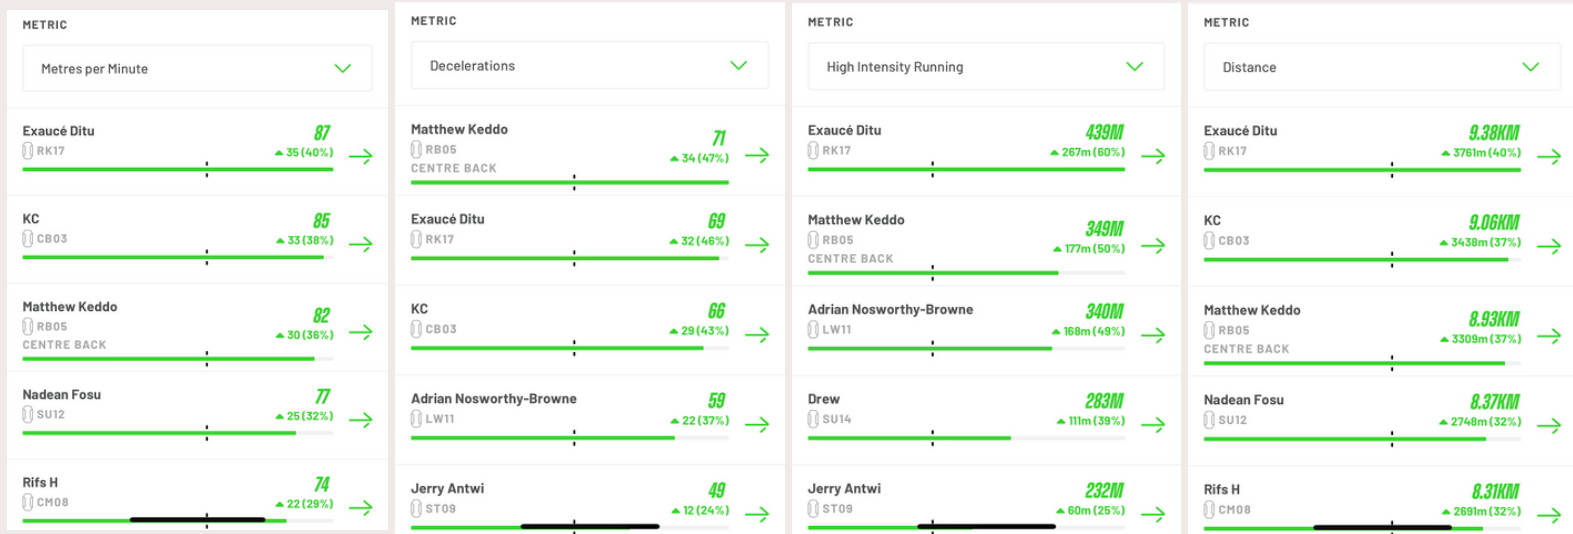 METRIC
Metres per Minute
Exaucé Ditu
87
RK17
35 (40%)
KC
85
CB03
33 (38%)
Matthew Keddo
82
RB05
30 (36%)
CENTRE BACK
Nadean Fosu
77
SU12
25 (32%)
Rifs H
74
CM08
22 (29%)
METRIC
Decelerations
Matthew Keddo
71
RB05
34 (47%)
CENTRE BACK
Exaucé Ditu
69
RK17
32 (46%)
KC
66
CB03
29 (43%)
Adrian Nosworthy-Browne
59
LW11
22 (37%)
Jerry Antwi
49
ST09
12 (24%)
METRIC
High Intensity Running
Exaucé Ditu
439M
RK17
267m (60%)
Matthew Keddo
349M
RB05
177m (50%)
CENTRE BACK
Adrian Nosworthy-Browne
340M
LW11
168m (49%)
Drew
283M
SU14
111m (39%)
Jerry Antwi
232M
ST09
60m (25%)
METRIC
Distance
Exaucé Ditu
9.38KM
RK17
3761m (40%)
KC
9.06KM
CB03
3438m (37%)
Matthew Keddo
8.93KM
RB05
3309m (37%)
CENTRE BACK
Nadean Fosu
8.37KM
SU12
2748m (32%)
Rifs H
8.31KM
CM08
2691m (32%)